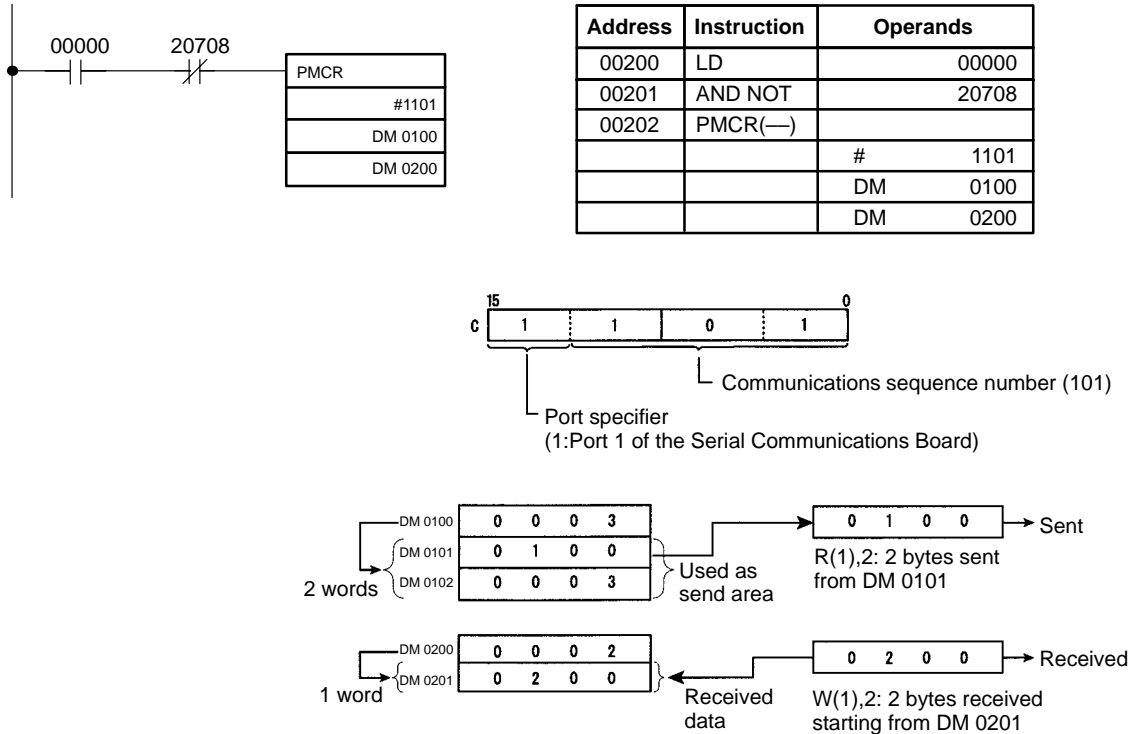 00000 20708
PMCR
#1101
DM 0100
DM 0200
Address Instruction Operands
00200 LD 00000
00201 AND NOT 20708
00202 PMCR(––)
# 1101
DM 0100
DM 0200
15 0
C 1 1 0 1
Communications sequence number (101)
Port specifier
(1:Port 1 of the Serial Communications Board)
DM 0100 0 0 0 3
DM 0101 0 1 0 0
DM 0102 0 0 0 3
2 words
Used as
send area
0 1 0 0 Sent
R(1),2: 2 bytes sent
from DM 0101
DM 0200 0 0 0 2
DM 0201 0 2 0 0
1 word
Received
data
0 2 0 0 Received
W(1),2: 2 bytes received
starting from DM 0201